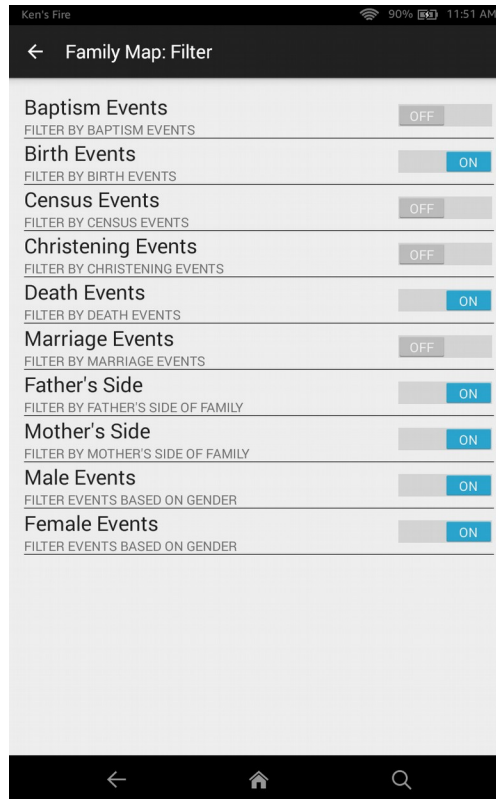 Ken's Fire 90% 11:51 AM
Family Map: Filter
Baptism Events
FILTER BY BAPTISM EVENTS
OFF
Birth Events
FILTER BY BIRTH EVENTS
ON
Census Events
FILTER BY CENSUS EVENTS
OFF
Christening Events
FILTER BY CHRISTENING EVENTS
OFF
Death Events
FILTER BY DEATH EVENTS
ON
Marriage Events
FILTER BY MARRIAGE EVENTS
OFF
Father's Side
FILTER BY FATHER'S SIDE OF FAMILY
ON
Mother's Side
FILTER BY MOTHER'S SIDE OF FAMILY
ON
Male Events
FILTER EVENTS BASED ON GENDER
ON
Female Events
FILTER EVENTS BASED ON GENDER
ON